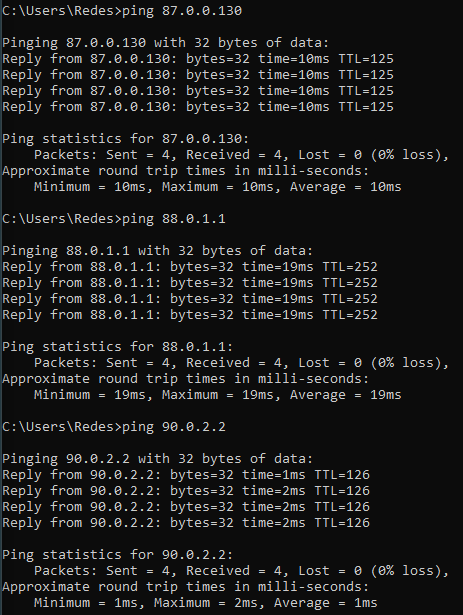 C:\Users\Redes>ping 87.0.0.130
Pinging 87.0.0.130 with 32 bytes of data:
Reply from 87.0.0.130: bytes=32 time=10ms TTL=125
Reply from 87.0.0.130: bytes=32 time=10ms TTL=125
Reply from 87.0.0.130: bytes=32 time=10ms TTL=125
Reply from 87.0.0.130: bytes=32 time=10ms TTL=125
Ping statistics for 87.0.0.130:
    Packets: Sent = 4, Received = 4, Lost = 0 (0% loss),
Approximate round trip times in milli-seconds:
    Minimum = 10ms, Maximum = 10ms, Average = 10ms
C:\Users\Redes>ping 88.0.1.1
Pinging 88.0.1.1 with 32 bytes of data:
Reply from 88.0.1.1: bytes=32 time=19ms TTL=252
Reply from 88.0.1.1: bytes=32 time=19ms TTL=252
Reply from 88.0.1.1: bytes=32 time=19ms TTL=252
Reply from 88.0.1.1: bytes=32 time=19ms TTL=252
Ping statistics for 88.0.1.1:
    Packets: Sent = 4, Received = 4, Lost = 0 (0% loss),
Approximate round trip times in milli-seconds:
    Minimum = 19ms, Maximum = 19ms, Average = 19ms
C:\Users\Redes>ping 90.0.2.2
Pinging 90.0.2.2 with 32 bytes of data:
Reply from 90.0.2.2: bytes=32 time=1ms TTL=126
Reply from 90.0.2.2: bytes=32 time=2ms TTL=126
Reply from 90.0.2.2: bytes=32 time=2ms TTL=126
Reply from 90.0.2.2: bytes=32 time=2ms TTL=126
Ping statistics for 90.0.2.2:
    Packets: Sent = 4, Received = 4, Lost = 0 (0% loss),
Approximate round trip times in milli-seconds:
    Minimum = 1ms, Maximum = 2ms, Average = 1ms